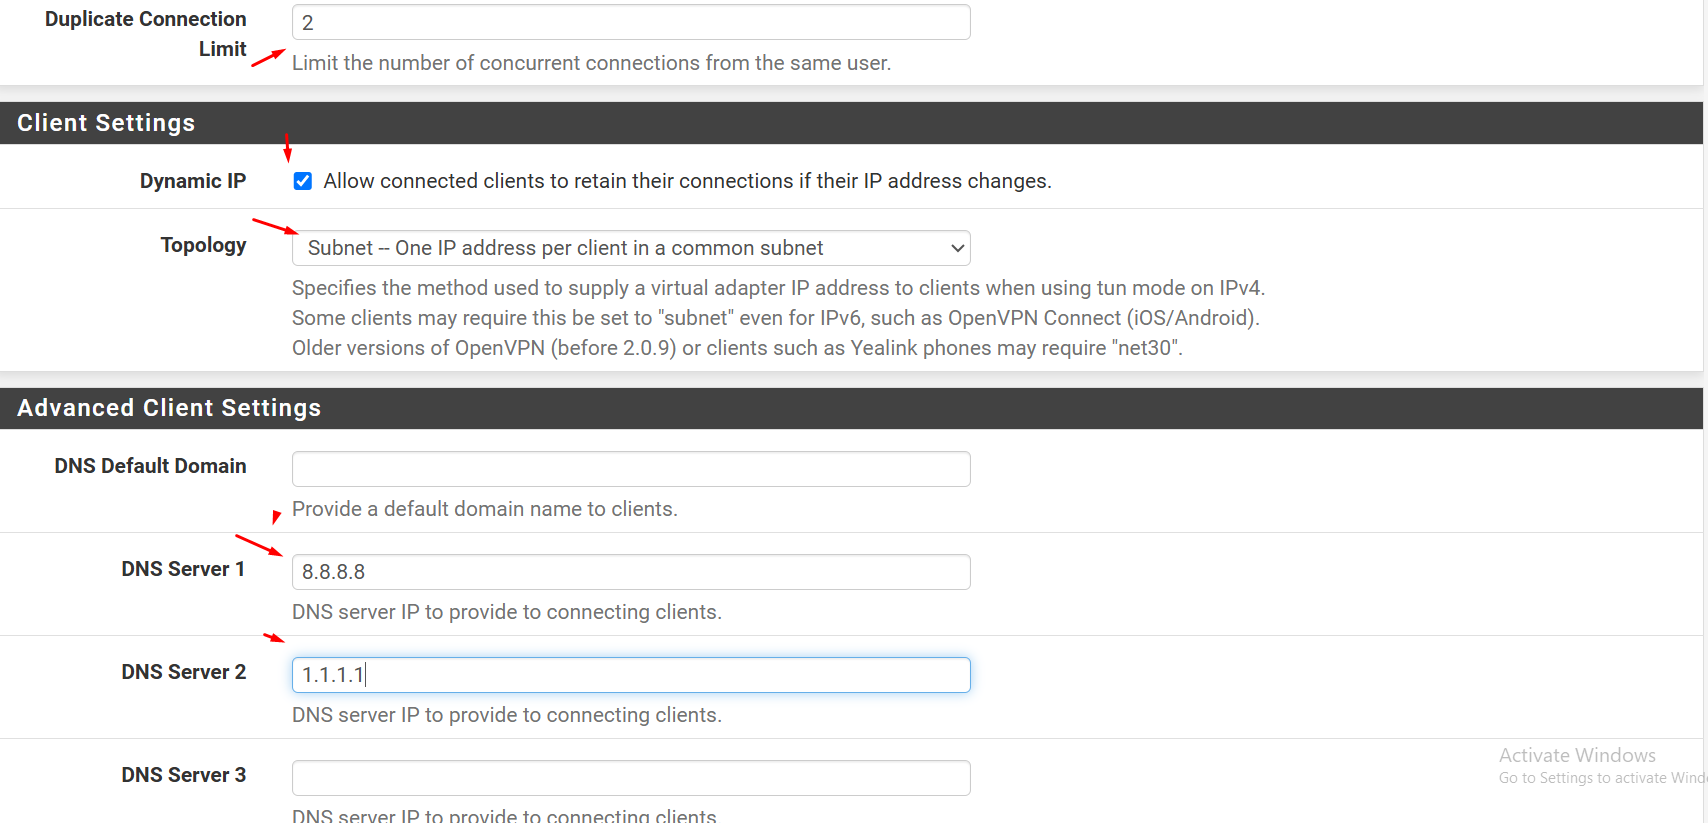 Duplicate Connection
Limit
2
Limit the number of concurrent connections from the same user.
Client Settings
Dynamic IP
Allow connected clients to retain their connections if their IP address changes.
Topology
Subnet -- One IP address per client in a common subnet
Specifies the method used to supply a virtual adapter IP address to clients when using tun mode on IPv4.
Some clients may require this be set to "subnet" even for IPv6, such as OpenVPN Connect (iOS/Android).
Older versions of OpenVPN (before 2.0.9) or clients such as Yealink phones may require "net30".
Advanced Client Settings
DNS Default Domain
Provide a default domain name to clients.
DNS Server 1
8.8.8.8
DNS server IP to provide to connecting clients.
DNS Server 2
1.1.1.1
DNS server IP to provide to connecting clients.
DNS Server 3
DNS server IP to provide to connecting clients
Activate Windows
Go to Settings to activate Wind